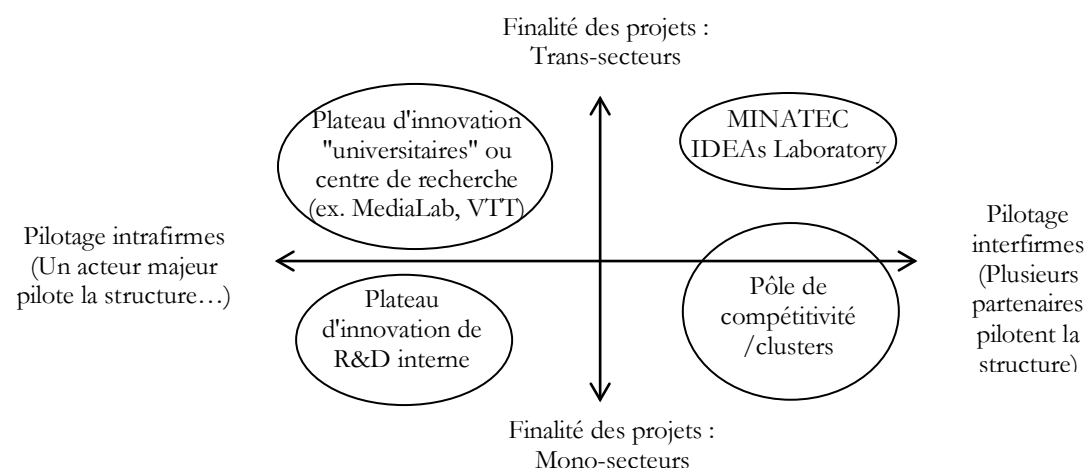 Finalité des projets :
Trans-secteurs
Plateau d'innovation
"universitaires" ou
centre de recherche
(ex. MediaLab, VTT)
MINATEC
IDEAs Laboratory
Pilotage intrafirmes
(Un acteur majeur
pilote la structure…)
Pilotage
interfirmes
(Plusieurs
partenaires
pilotent la
structure)
Plateau
d'innovation de
R&D interne
Pôle de
compétitivité
/clusters
Finalité des projets :
Mono-secteurs